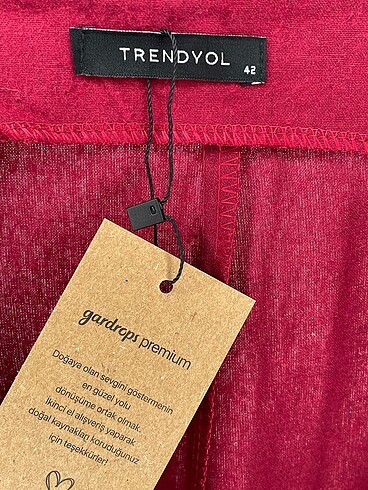 TRENDYOL
42
gardrops premium
Doğaya olan sevgini göstermenin
en güzel yolu
dönüşüme ortak olmak.
İkinci el alışveriş yaparak
doğal kaynakları koruduğunuz
için teşekkürler!